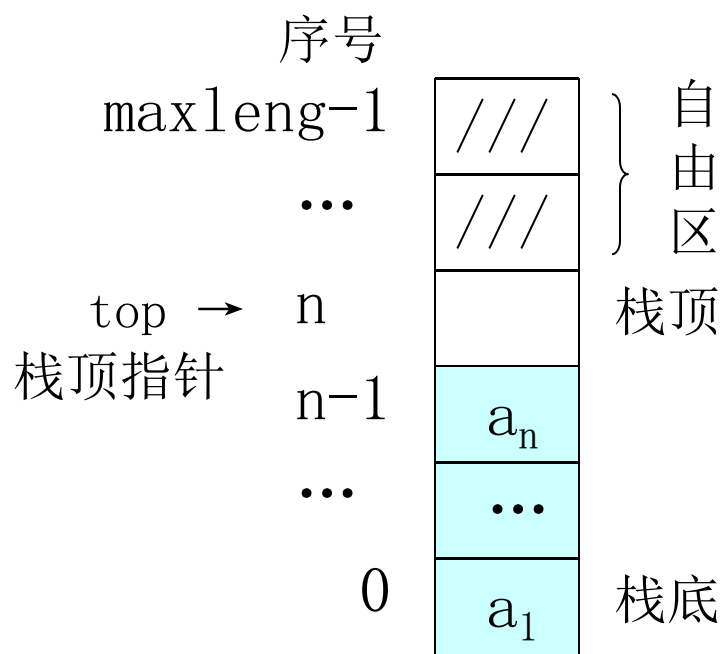 序号
maxleng-1
///
自由区
…
///
top → n
栈顶
栈顶指针
n-1
aₙ
…
…
0
a₁
栈底